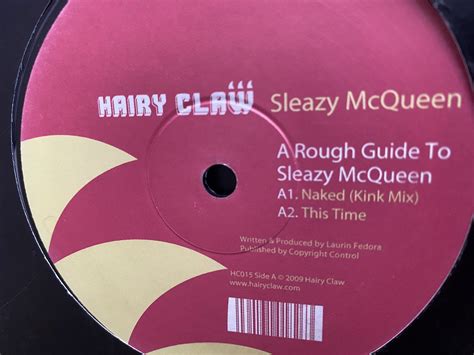 HAIRY CLAW Sleazy McQueen
A Rough Guide To
Sleazy McQueen
A1. Naked (Kink Mix)
A2. This Time
Written & Produced by Laurin Fedora
Published by Copyright Control
HC015 Side A © 2009 Hairy Claw
www.hairyclaw.com